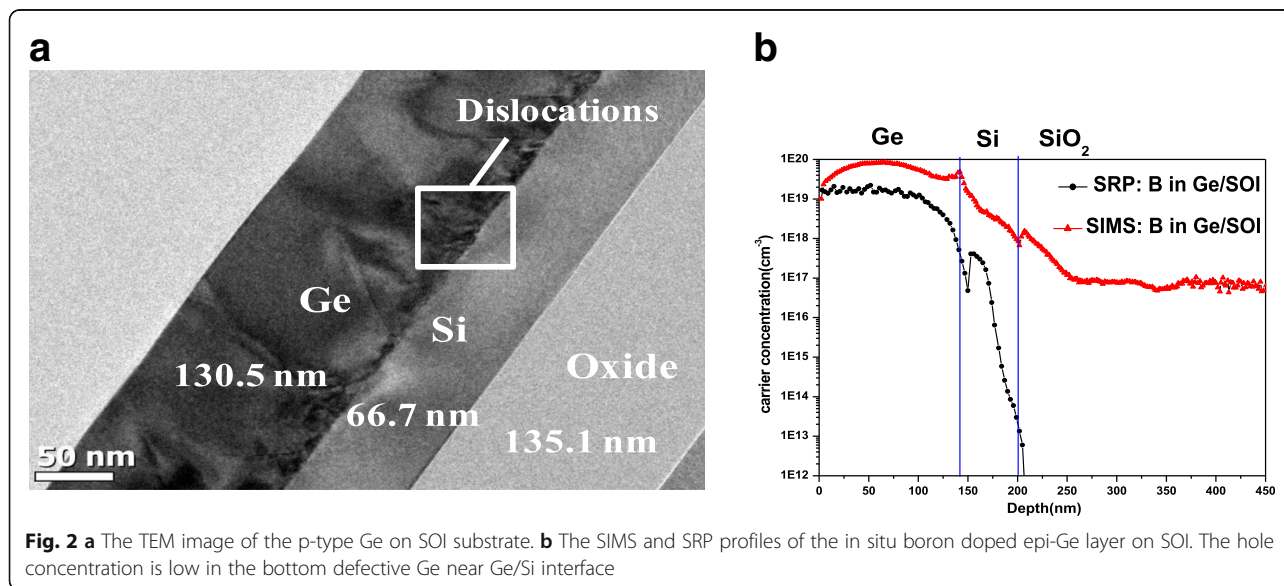 a
Dislocations
Ge
Si
130.5 nm
66.7 nm
Oxide
135.1 nm
50 nm
b
Ge Si SiO2
1E20
1E19
1E18
1E17
1E16
1E15
1E14
1E13
1E12
carrier concentration(cm-3)
SRP: B in Ge/SOI
SIMS: B in Ge/SOI
0 50 100 150 200 250 300 350 400 450
Depth(nm)
Fig. 2 a The TEM image of the p-type Ge on SOI substrate. b The SIMS and SRP profiles of the in situ boron doped epi-Ge layer on SOI. The hole
concentration is low in the bottom defective Ge near Ge/Si interface